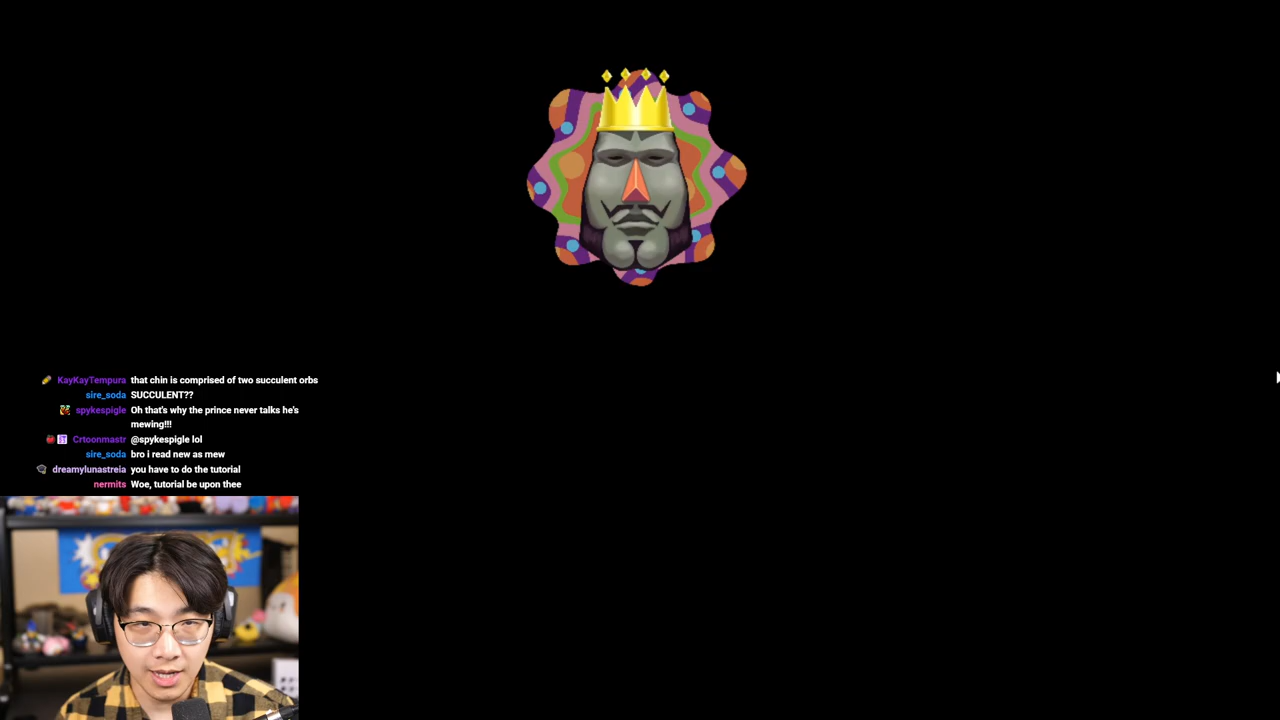 KayKayTempura that chin is comprised of two succulent orbs
sire_soda SUCCULENT??
spykespigle Oh that's why the prince never talks he's
mewing!!!
Crtoonmastr @spykespigle lol
sire_soda bro i read new as mew
dreamylunastreia you have to do the tutorial
nermits Woe, tutorial be upon thee